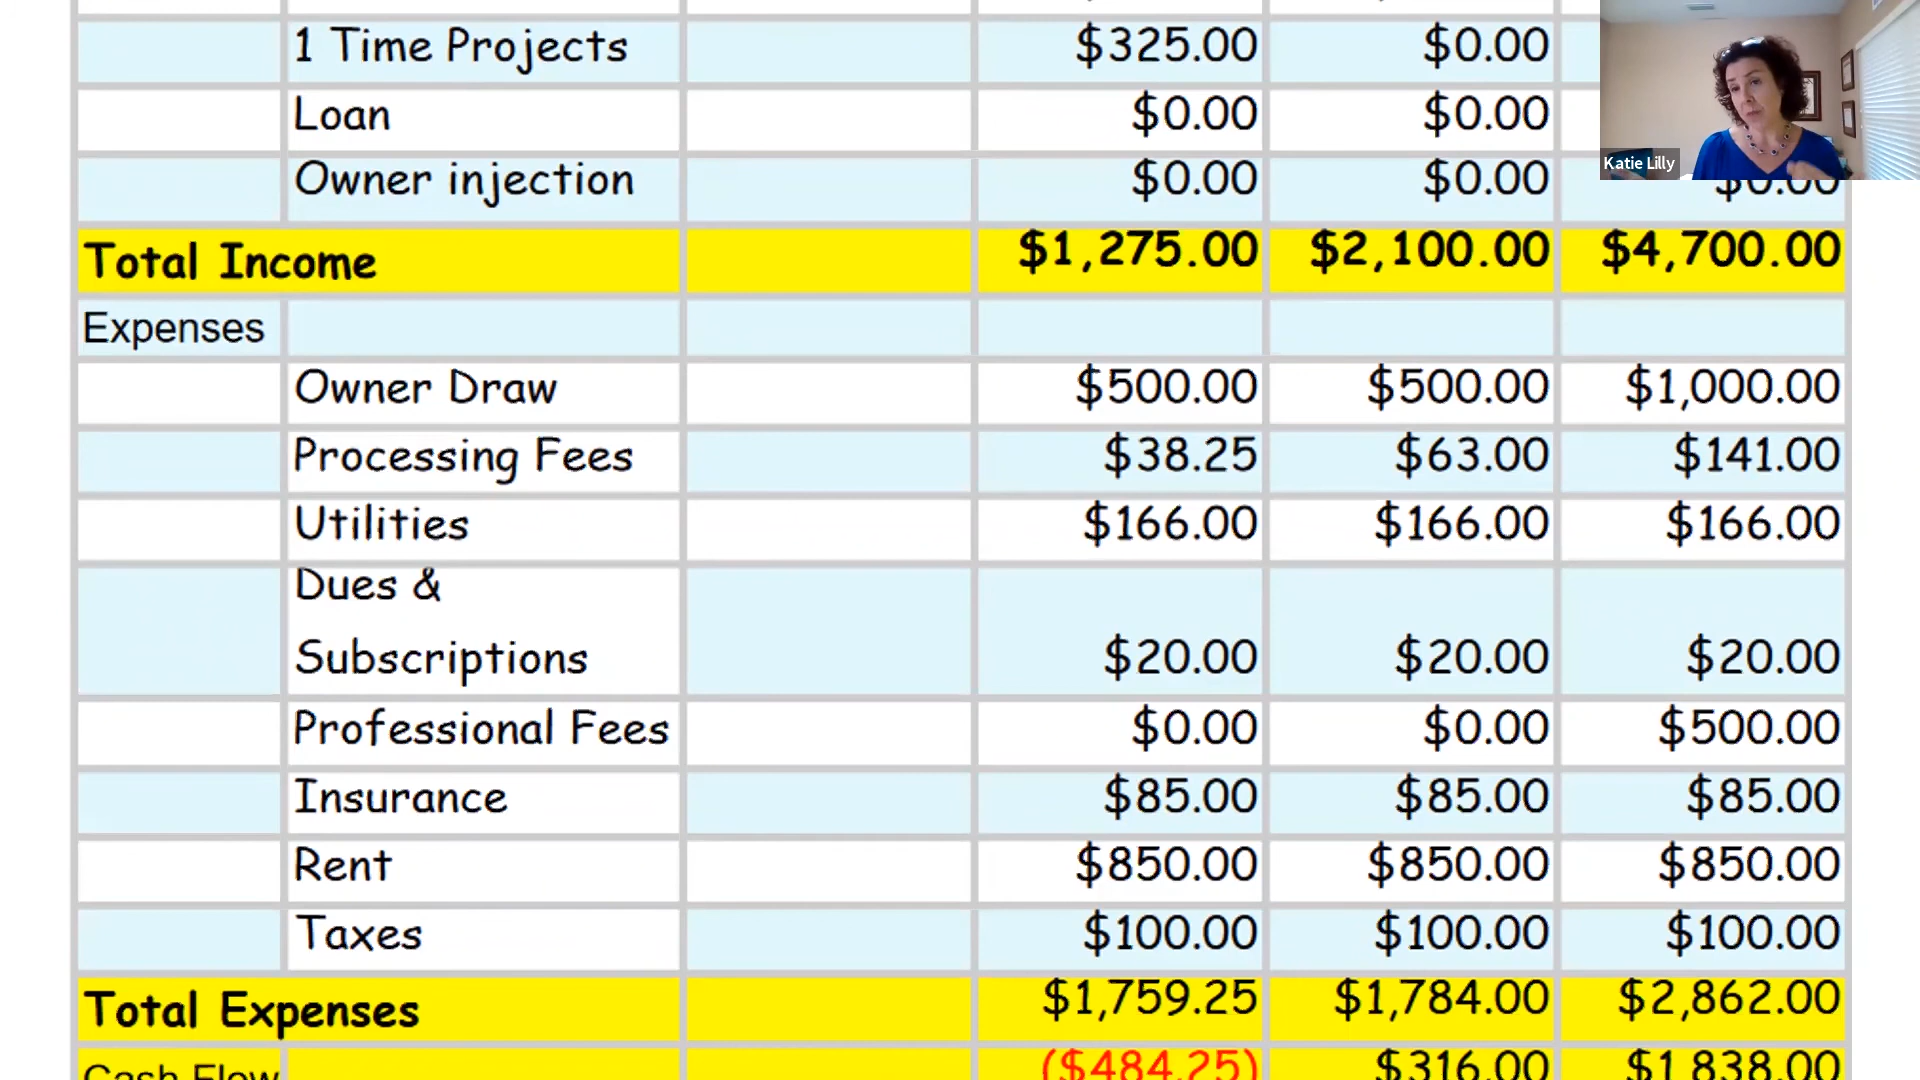 1 Time Projects $325.00 $0.00
Loan $0.00 $0.00
Katie Lilly
Owner injection $0.00 $0.00 $0.00
Total Income $1,275.00 $2,100.00 $4,700.00
Expenses
Owner Draw $500.00 $500.00 $1,000.00
Processing Fees $38.25 $63.00 $141.00
Utilities $166.00 $166.00 $166.00
Dues &
Subscriptions $20.00 $20.00 $20.00
Professional Fees $0.00 $0.00 $500.00
Insurance $85.00 $85.00 $85.00
Rent $850.00 $850.00 $850.00
Taxes $100.00 $100.00 $100.00
Total Expenses $1,759.25 $1,784.00 $2,862.00
Cash Flow ($484.25) $316.00 $1,838.00